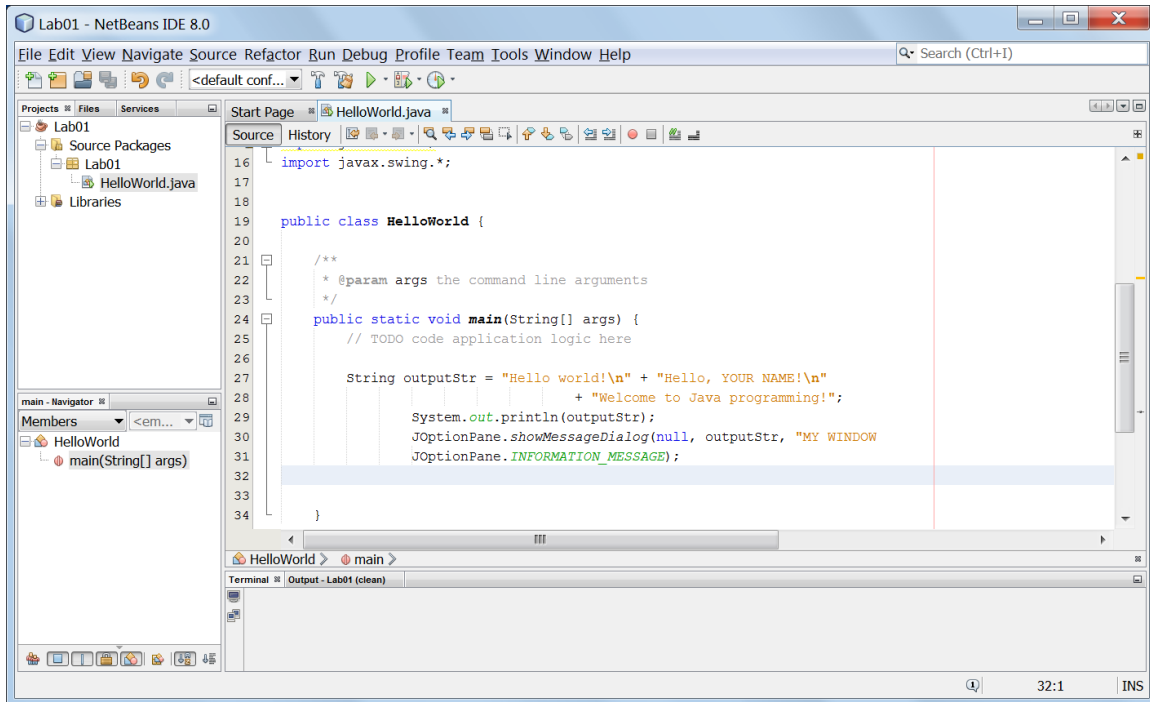 Lab01 - NetBeans IDE 8.0
File Edit View Navigate Source Refactor Run Debug Profile Team Tools Window Help
Search (Ctrl+I)
<default conf...
Projects Files Services
Lab01
Source Packages
Lab01
HelloWorld.java
Libraries
Start Page HelloWorld.java
Source History
16 import javax.swing.*;
17
18
19 public class HelloWorld {
20
21 /**
22 * @param args the command line arguments
23 */
24 public static void main(String[] args) {
25 // TODO code application logic here
26
27 String outputStr = "Hello world!\n" + "Hello, YOUR NAME!\n"
28 + "Welcome to Java programming!";
29 System.out.println(outputStr);
30 JOptionPane.showMessageDialog(null, outputStr, "MY WINDOW
31 JOptionPane.INFORMATION_MESSAGE);
32
33
34 }
main - Navigator
Members <em...
HelloWorld
main(String[] args)
HelloWorld main
Terminal Output - Lab01 (clean)
1 32:1 INS